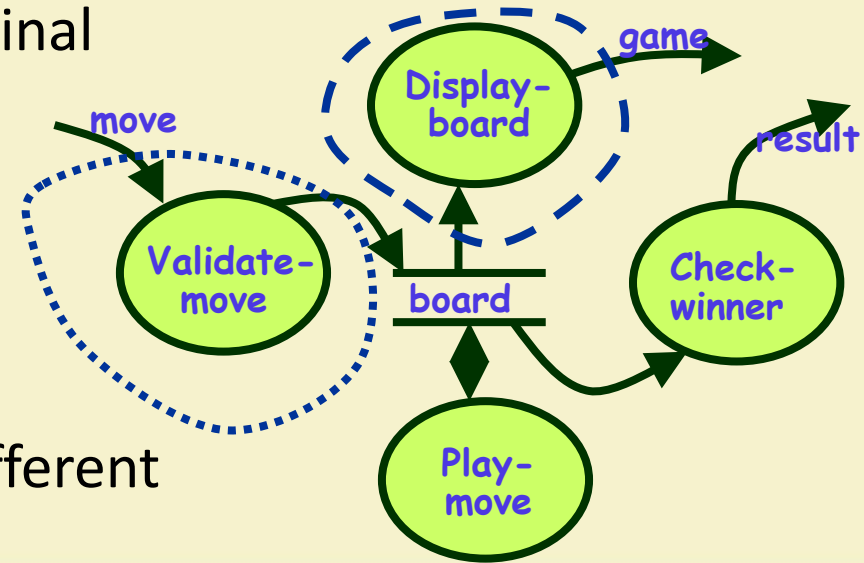 inal
game
Display-
board
move
result
Validate-
move
Check-
winner
board
fferent
Play-
move